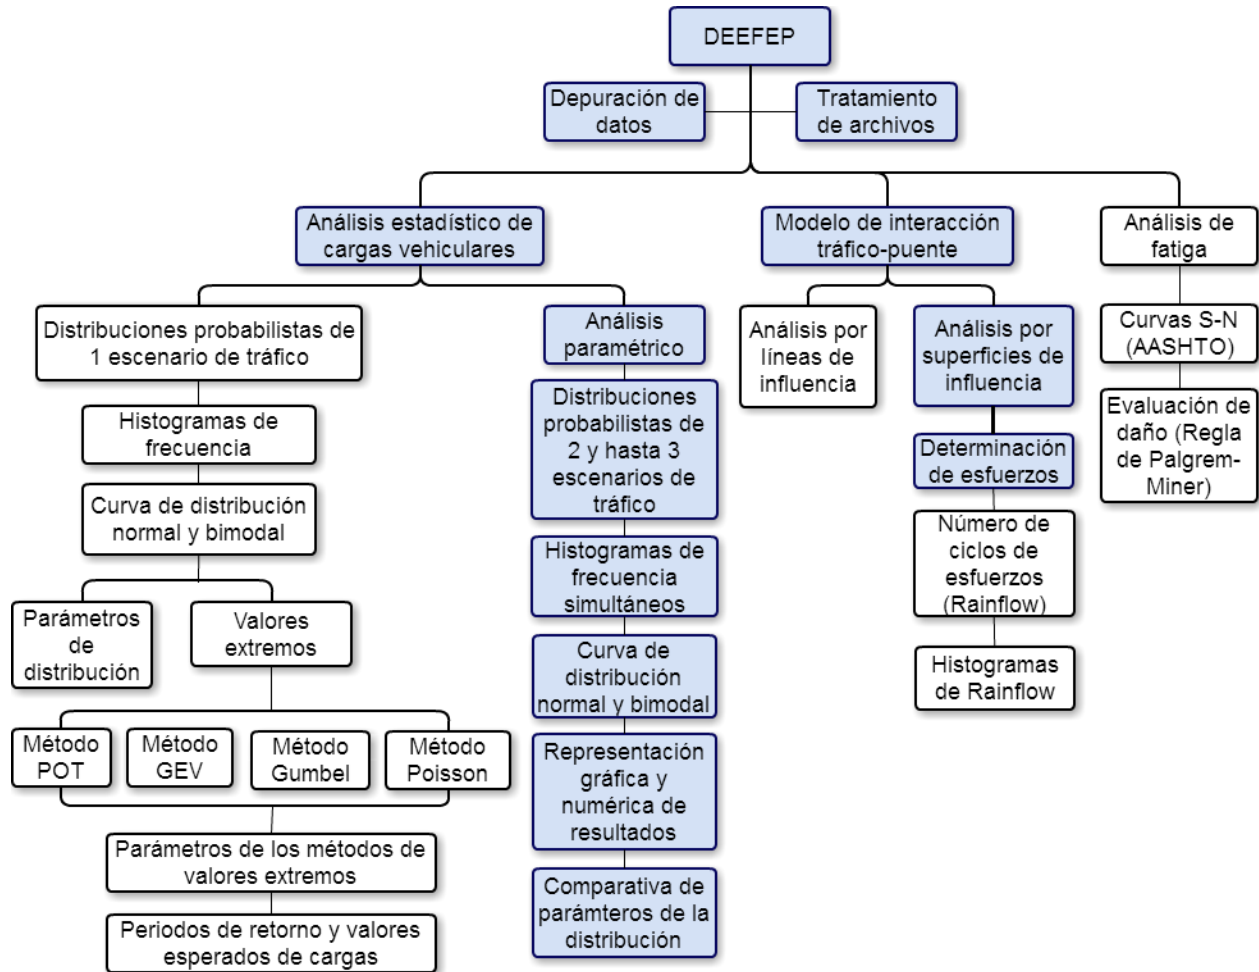 DEEFEP
Depuración de
datos
Tratamiento
de archivos
Análisis estadístico de
cargas vehiculares
Modelo de interacción
tráfico-puente
Análisis de
fatiga
Distribuciones probabilistas de
1 escenario de tráfico
Histogramas de
frecuencia
Curva de distribución
normal y bimodal
Parámetros
de
distribución
Valores
extremos
Método
POT
Método
GEV
Método
Gumbel
Método
Poisson
Parámetros de los métodos de
valores extremos
Periodos de retorno y valores
esperados de cargas
Análisis
paramétrico
Distribuciones
probabilistas de
2 y hasta 3
escenarios de
tráfico
Histogramas de
frecuencia
simultáneos
Curva de
distribución
normal y bimodal
Representación
gráfica y
numérica de
resultados
Comparativa de
parámteros de la
distribución
Análisis por
líneas de
influencia
Análisis por
superficies de
influencia
Determinación
de esfuerzos
Número de
ciclos de
esfuerzos
(Rainflow)
Histogramas
de Rainflow
Curvas S-N
(AASHTO)
Evaluación de
daño (Regla
de Palgrem-
Miner)